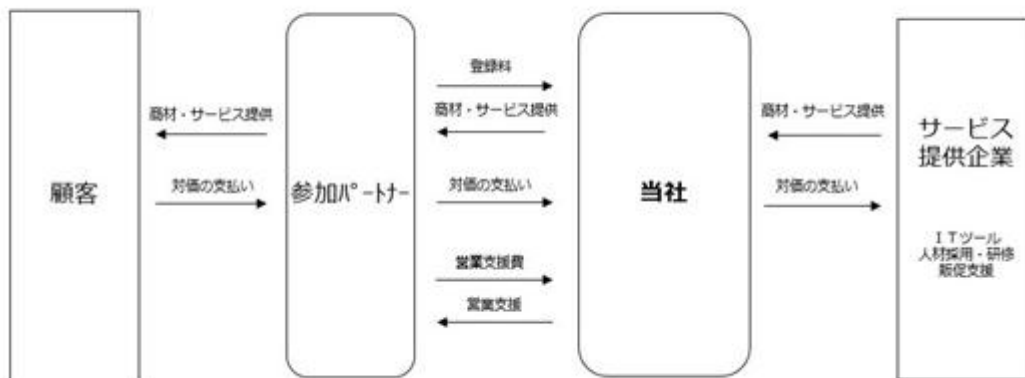 顧客
商材・サービス提供
対価の支払い
参加パートナー
登録料
商材・サービス提供
対価の支払い
営業支援費
営業支援
当社
商材・サービス提供
対価の支払い
サービス
提供企業
ITツール
人材採用・研修
販促支援